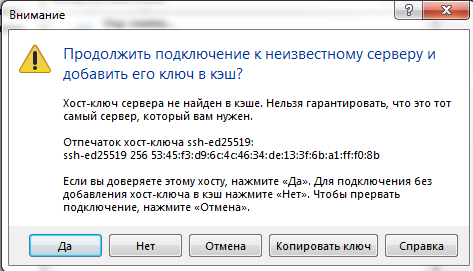 Внимание
Продолжить подключение к неизвестному серверу и
добавить его ключ в кэш?
Хост-ключ сервера не найден в кэше. Нельзя гарантировать, что это тот
самый сервер, который вам нужен.
Отпечаток хост-ключа ssh-ed25519:
ssh-ed25519 256 53:45:f3:d9:6c:4c:46:34:de:13:3f:6b:a1:ff:f0:8b
Если вы доверяете этому хосту, нажмите «Да». Для подключения без
добавления хост-ключа в кэш нажмите «Нет». Чтобы прервать
подключение, нажмите «Отмена».
Да Нет Отмена Копировать ключ Справка